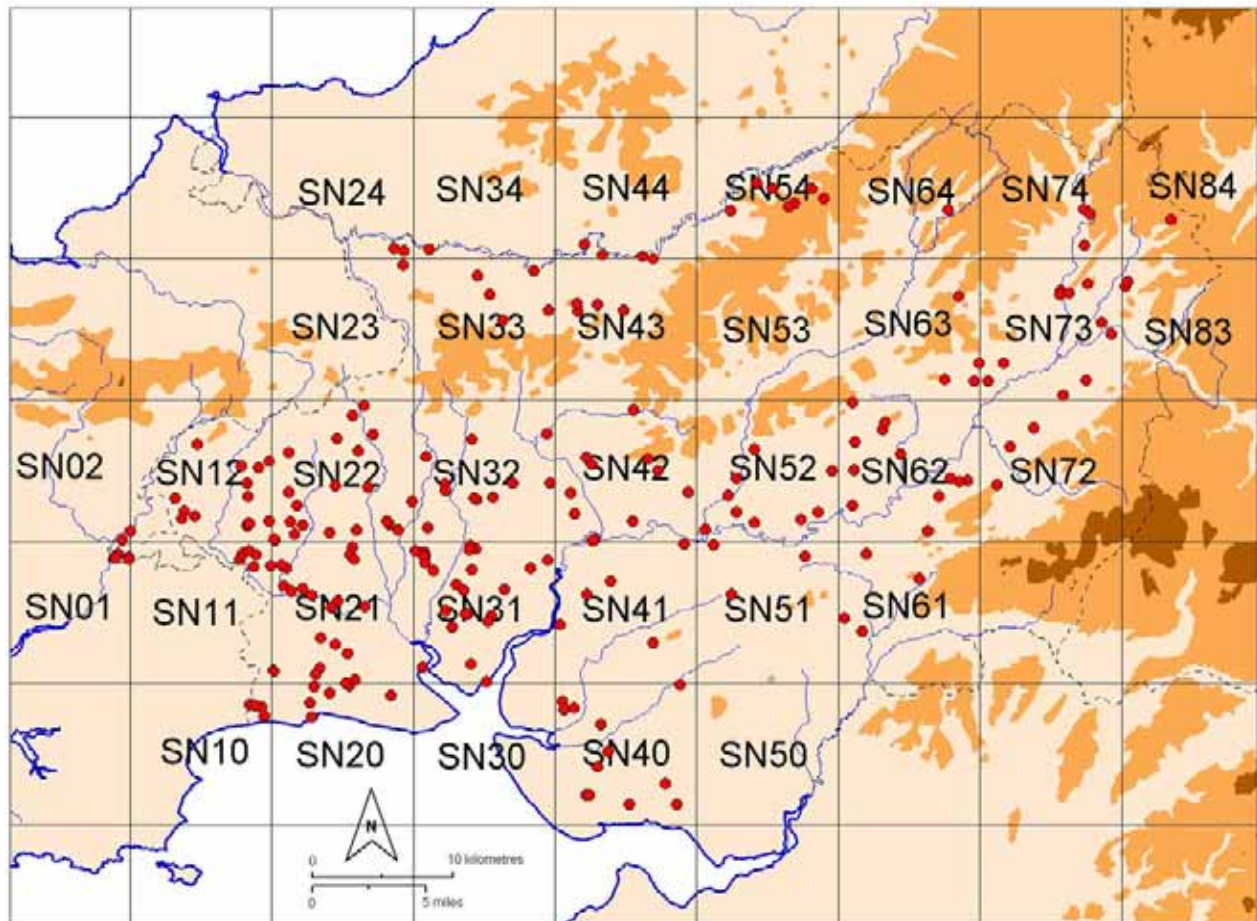 SN24 SN34 SN44 SN54 SN64 SN74 SN84
SN23 SN33 SN43 SN53 SN63 SN73 SN83
SN02 SN12 SN22 SN32 SN42 SN52 SN62 SN72
SN01 SN11 SN21 SN31 SN41 SN51 SN61
SN10 SN20 SN30 SN40 SN50
N
0 10 kilometres
0 5 miles